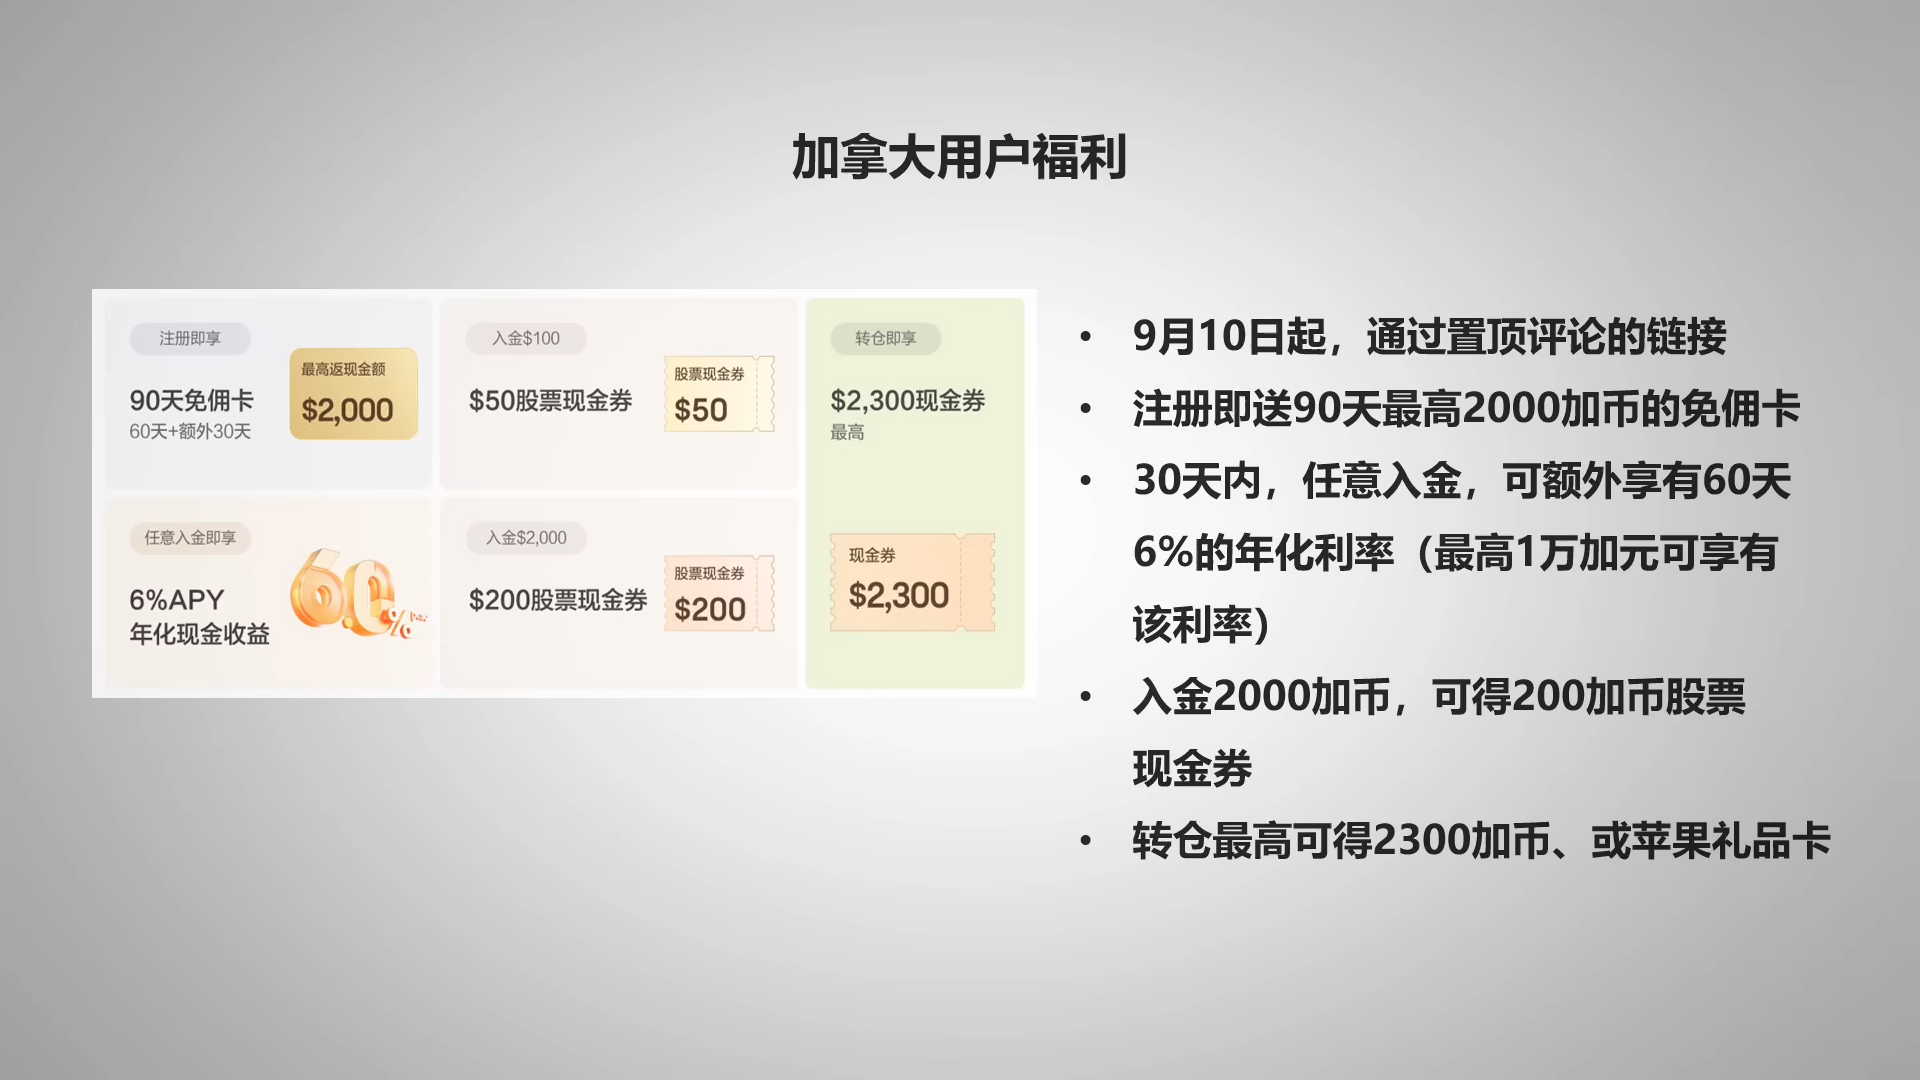 加拿大用户福利
注册即享
90天免佣卡
60天+额外30天
最高返现金额
$2,000
入金$100
$50股票现金券
股票现金券
$50
转仓即享
$2,300现金券
最高
现金券
$2,300
任意入金即享
6%APY
年化现金收益
6.0%
入金$2,000
$200股票现金券
股票现金券
$200
• 9月10日起，通过置顶评论的链接
• 注册即送90天最高2000加币的免佣卡
• 30天内，任意入金，可额外享有60天
6%的年化利率（最高1万加元可享有
该利率）
• 入金2000加币，可得200加币股票
现金券
• 转仓最高可得2300加币、或苹果礼品卡